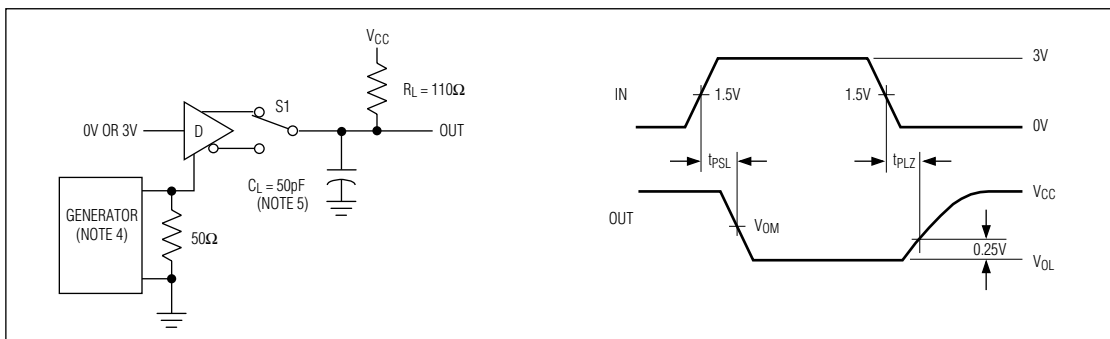 VCC
RL = 110Ω
S1
D
0V OR 3V
OUT
CL = 50pF
(NOTE 5)
GENERATOR
(NOTE 4)
50Ω
3V
IN
1.5V
1.5V
0V
tPSL
tPLZ
VCC
OUT
VOM
0.25V
VOL